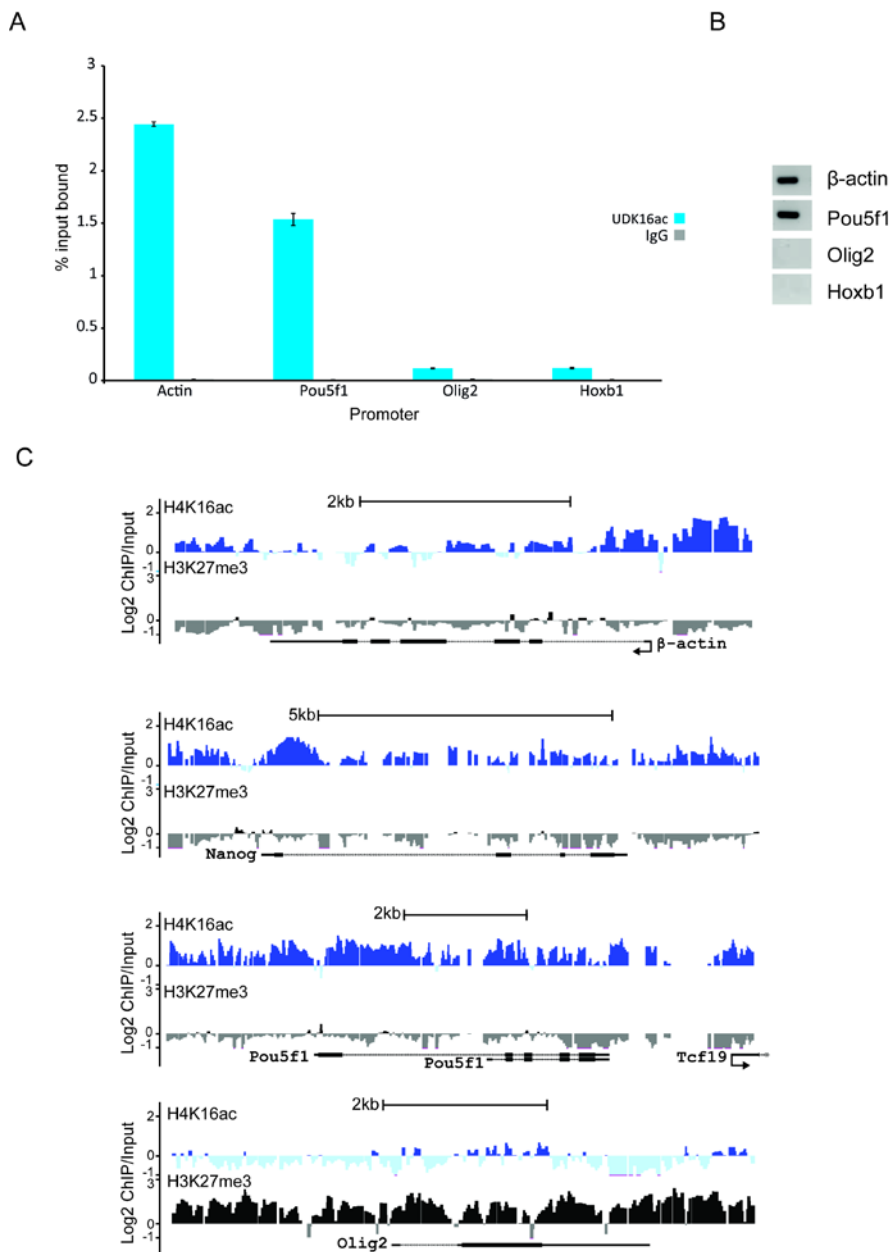 A
B
3
2.5
2
1.5
1
0.5
0
% input bound
UDK16ac
IgG
Actin Pou5f1 Olig2 Hoxb1
Promoter
β-actin
Pou5f1
Olig2
Hoxb1
C
Log2 ChIP/Input
H4K16ac
2kb
2
0
-1
H3K27me3
3
0
-1
β-actin
Log2 ChIP/Input
H4K16ac
5kb
2
0
-1
H3K27me3
3
0
-1
Nanog
Log2 ChIP/Input
H4K16ac
2kb
2
0
-1
H3K27me3
3
0
-1
Pou5f1
Pou5f1
Tcf19
Log2 ChIP/Input
H4K16ac
2kb
2
0
-1
H3K27me3
3
0
-1
Olig2